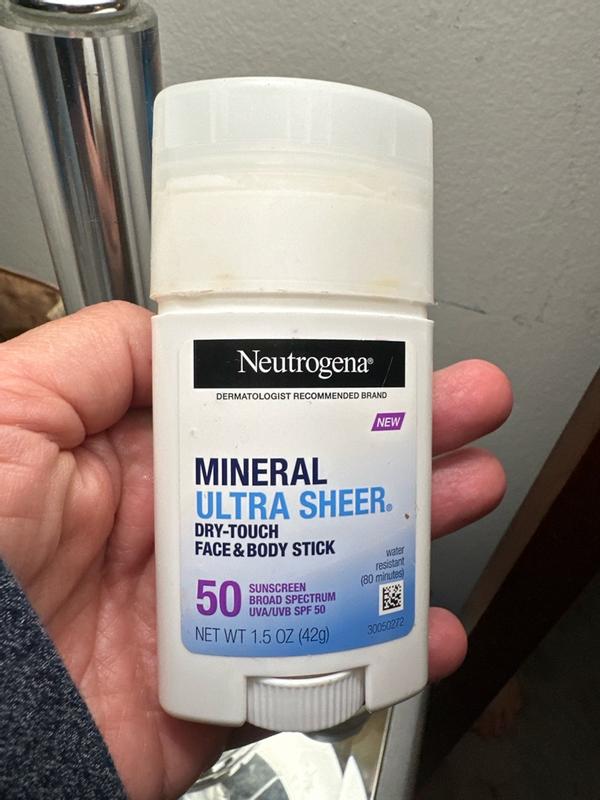 Neutrogena®
DERMATOLOGIST RECOMMENDED BRAND
NEW
MINERAL
ULTRA SHEER®
DRY-TOUCH
FACE & BODY STICK
water
resistant
(80 minutes)
50 SUNSCREEN
BROAD SPECTRUM
UVA/UVB SPF 50
NET WT 1.5 OZ (42g)
30050272